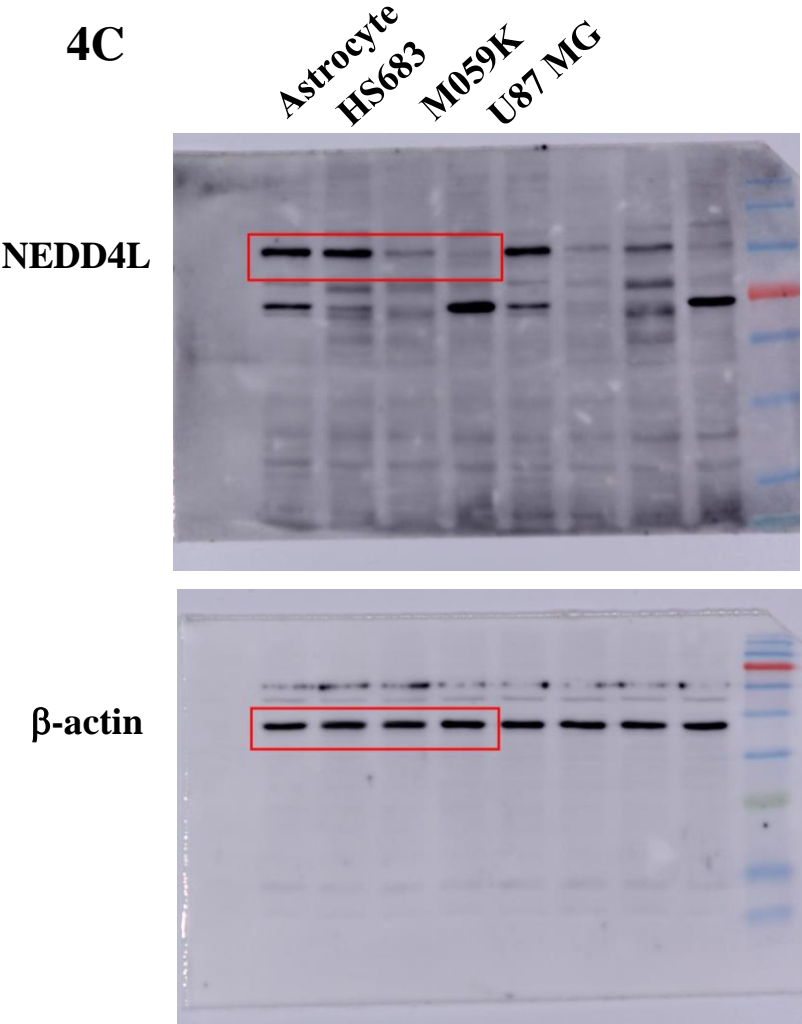 4C
Astrocyte
HS683
M059K
U87 MG
NEDD4L
β-actin